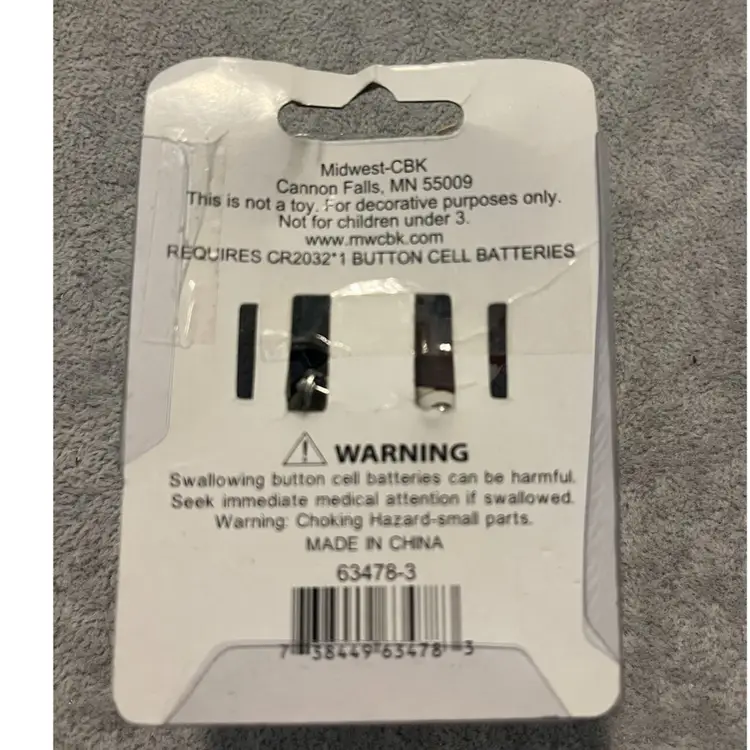 Midwest-CBK
Cannon Falls, MN 55009
This is not a toy. For decorative purposes only.
Not for children under 3.
www.mwcbk.com
REQUIRES CR2032*1 BUTTON CELL BATTERIES
WARNING
Swallowing button cell batteries can be harmful.
Seek immediate medical attention if swallowed.
Warning: Choking Hazard-small parts.
MADE IN CHINA
63478-3
7 38449 63478 3